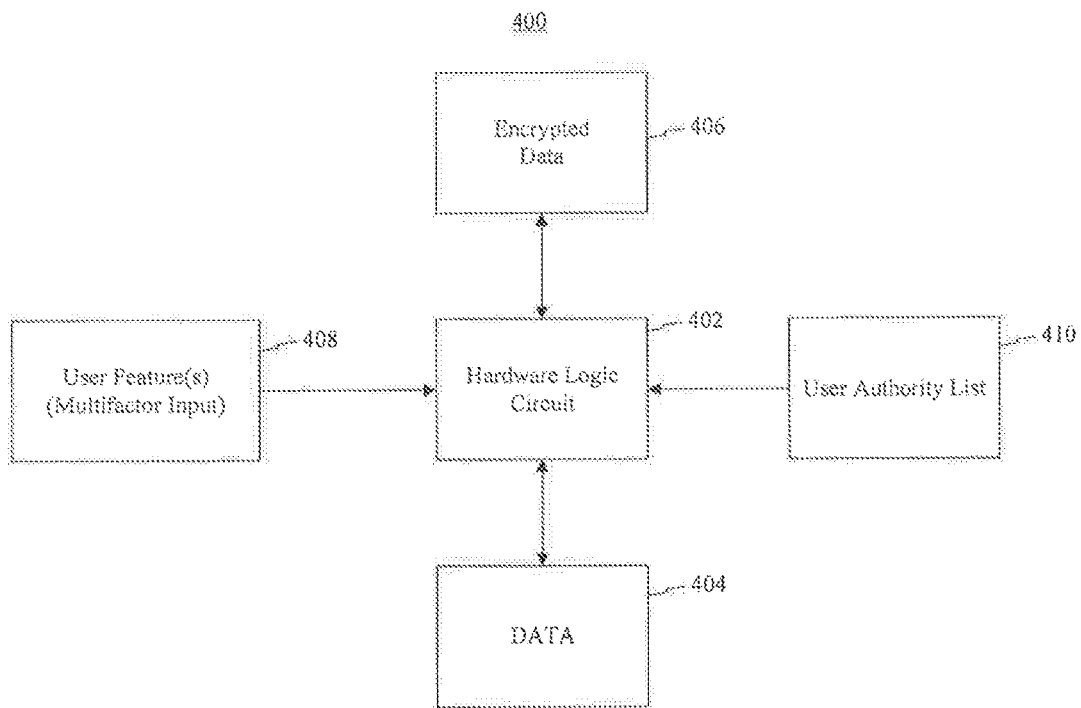 400
Encrypted
Data
406
User Feature(s)
(Multifactor Input)
408
Hardware Logic
Circuit
402
User Authority List
410
DATA
404